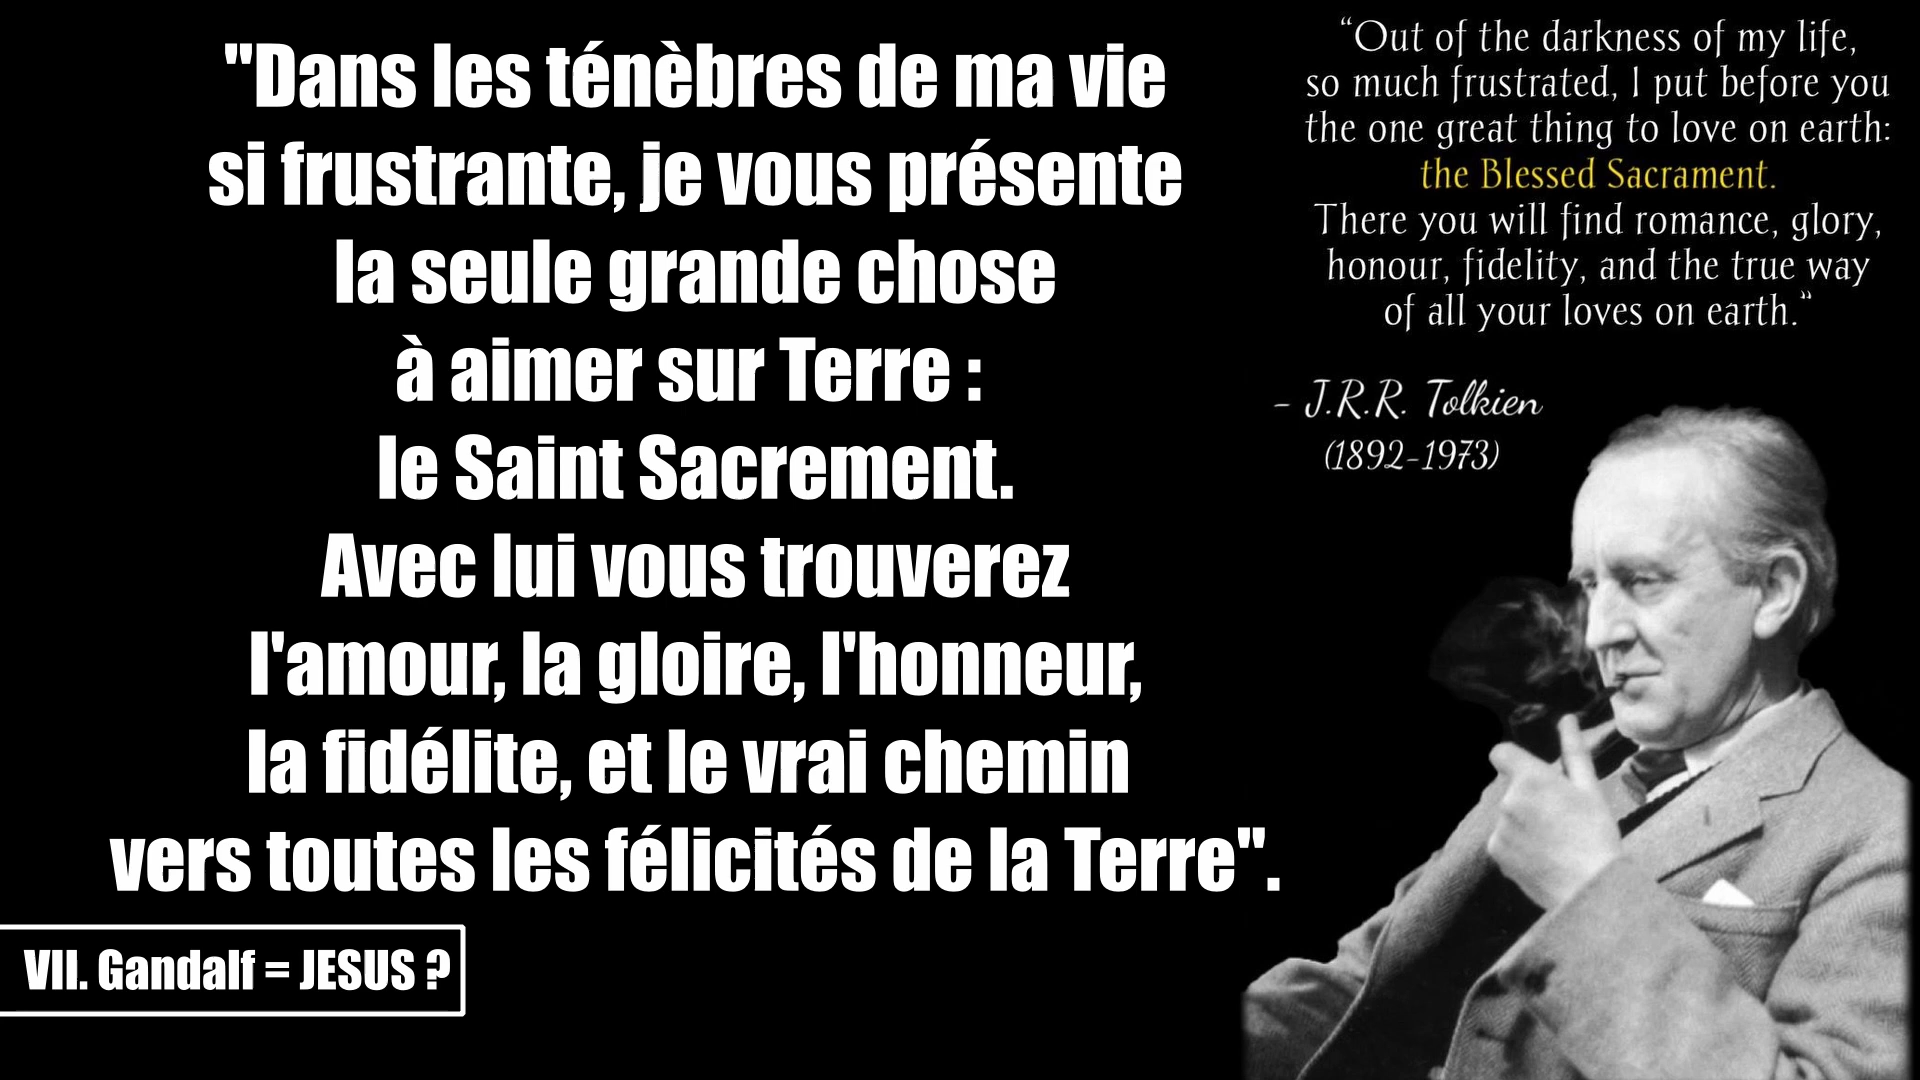 "Dans les ténèbres de ma vie
si frustrante, je vous présente
la seule grande chose
à aimer sur Terre :
le Saint Sacrement.
Avec lui vous trouverez
l'amour, la gloire, l'honneur,
la fidélite, et le vrai chemin
vers toutes les félicités de la Terre".
VII. Gandalf = JESUS ?
“Out of the darkness of my life,
so much frustrated, I put before you
the one great thing to love on earth:
the Blessed Sacrament.
There you will find romance, glory,
honour, fidelity, and the true way
of all your loves on earth.”
- J.R.R. Tolkien
(1892-1973)